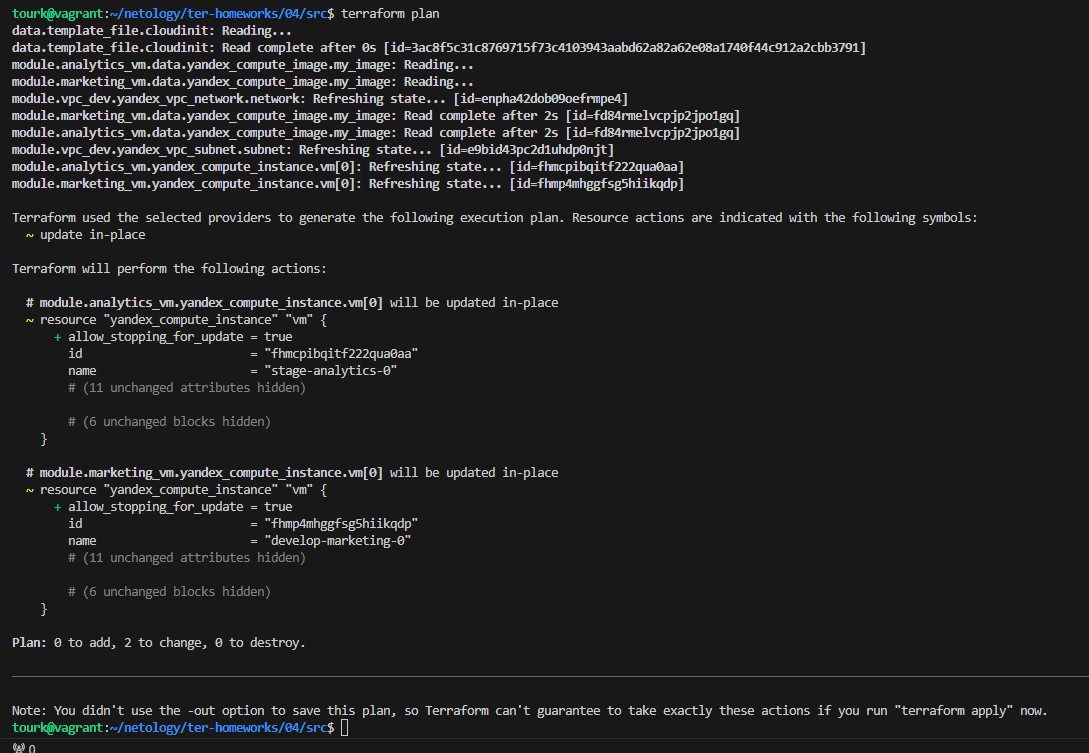 tourk@vagrant:~/netology/ter-homeworks/04/src$ terraform plan
data.template_file.cloudinit: Reading...
data.template_file.cloudinit: Read complete after 0s [id=3ac8f5c31c8769715f73c4103943aabd62a82a62e08a1740f44c912a2cbb3791]
module.analytics_vm.data.yandex_compute_image.my_image: Reading...
module.marketing_vm.data.yandex_compute_image.my_image: Reading...
module.vpc_dev.yandex_vpc_network.network: Refreshing state... [id=enpha42dob09oefrmpe4]
module.marketing_vm.data.yandex_compute_image.my_image: Read complete after 2s [id=fd84rmelvcpjp2jpo1gq]
module.analytics_vm.data.yandex_compute_image.my_image: Read complete after 2s [id=fd84rmelvcpjp2jpo1gq]
module.vpc_dev.yandex_vpc_subnet.subnet: Refreshing state... [id=e9bid43pc2d1uhdp0njt]
module.analytics_vm.yandex_compute_instance.vm[0]: Refreshing state... [id=fhmcpibqitf222qua0aa]
module.marketing_vm.yandex_compute_instance.vm[0]: Refreshing state... [id=fhmp4mhggfsg5hiikqdp]

Terraform used the selected providers to generate the following execution plan. Resource actions are indicated with the following symbols:
  ~ update in-place

Terraform will perform the following actions:

  # module.analytics_vm.yandex_compute_instance.vm[0] will be updated in-place
  ~ resource "yandex_compute_instance" "vm" {
      + allow_stopping_for_update = true
        id                        = "fhmcpibqitf222qua0aa"
        name                      = "stage-analytics-0"
        # (11 unchanged attributes hidden)

        # (6 unchanged blocks hidden)
    }

  # module.marketing_vm.yandex_compute_instance.vm[0] will be updated in-place
  ~ resource "yandex_compute_instance" "vm" {
      + allow_stopping_for_update = true
        id                        = "fhmp4mhggfsg5hiikqdp"
        name                      = "develop-marketing-0"
        # (11 unchanged attributes hidden)

        # (6 unchanged blocks hidden)
    }

Plan: 0 to add, 2 to change, 0 to destroy.

Note: You didn't use the -out option to save this plan, so Terraform can't guarantee to take exactly these actions if you run "terraform apply" now.
tourk@vagrant:~/netology/ter-homeworks/04/src$
0